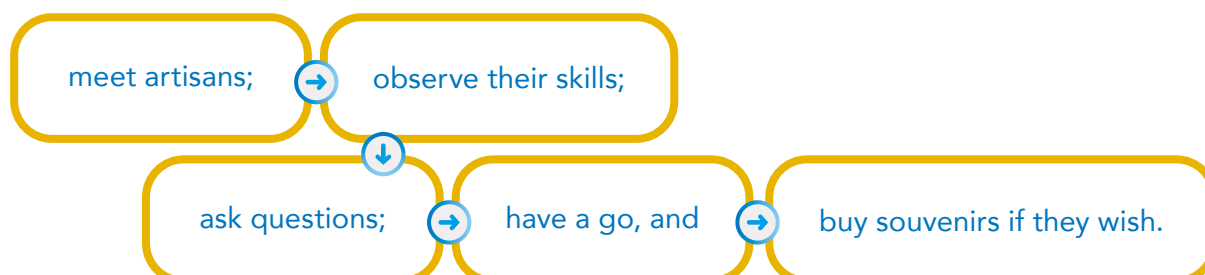 meet artisans;
observe their skills;
ask questions;
have a go, and
buy souvenirs if they wish.